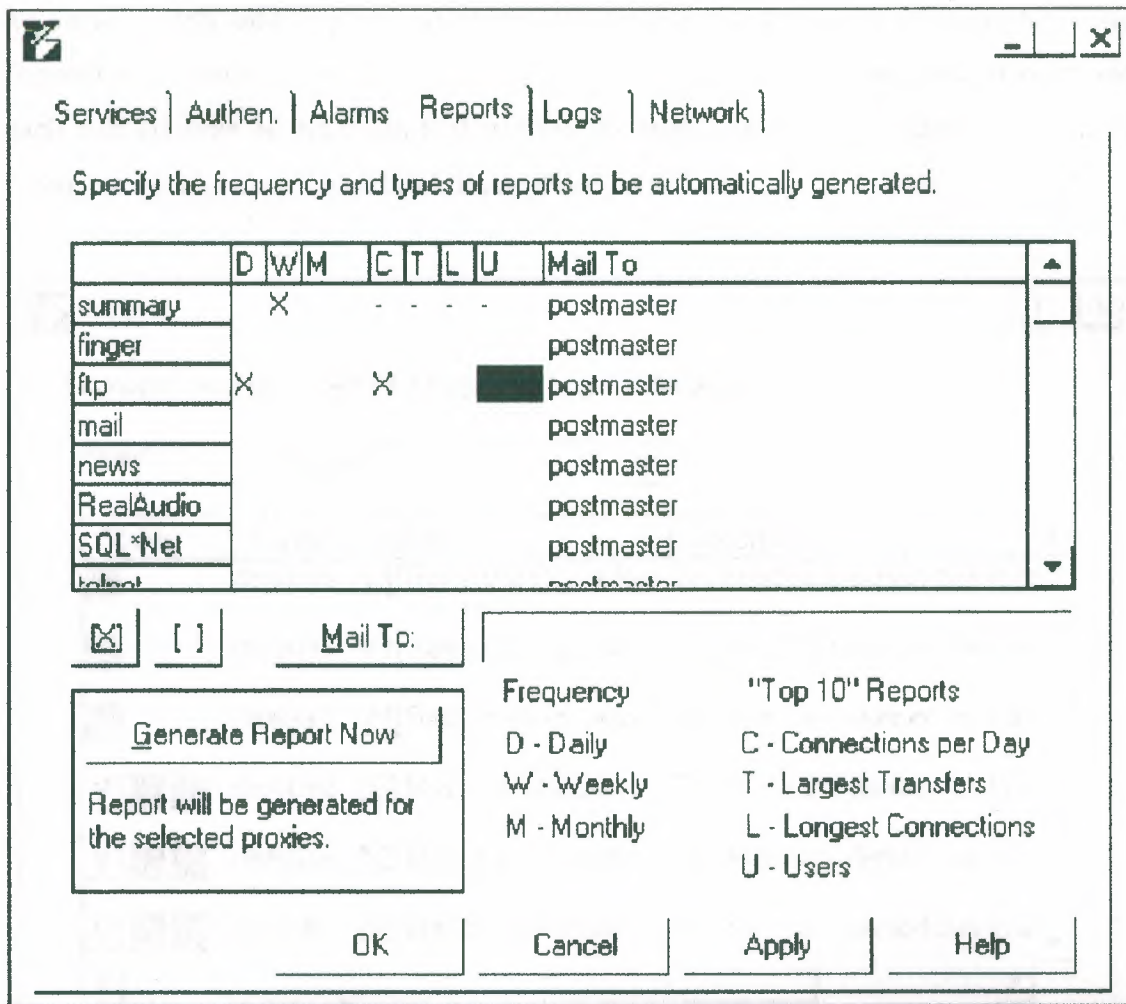 Services Authen. Alarms Reports Logs Network
Specify the frequency and types of reports to be automatically generated.
D W M C T L U Mail To
summary X - - - - postmaster
finger postmaster
ftp X X postmaster
mail postmaster
news postmaster
RealAudio postmaster
SQL*Net postmaster
telnet postmaster
[X] [ ] Mail To:
Generate Report Now
Report will be generated for
the selected proxies.
Frequency
D - Daily
W - Weekly
M - Monthly
"Top 10" Reports
C - Connections per Day
T - Largest Transfers
L - Longest Connections
U - Users
OK Cancel Apply Help